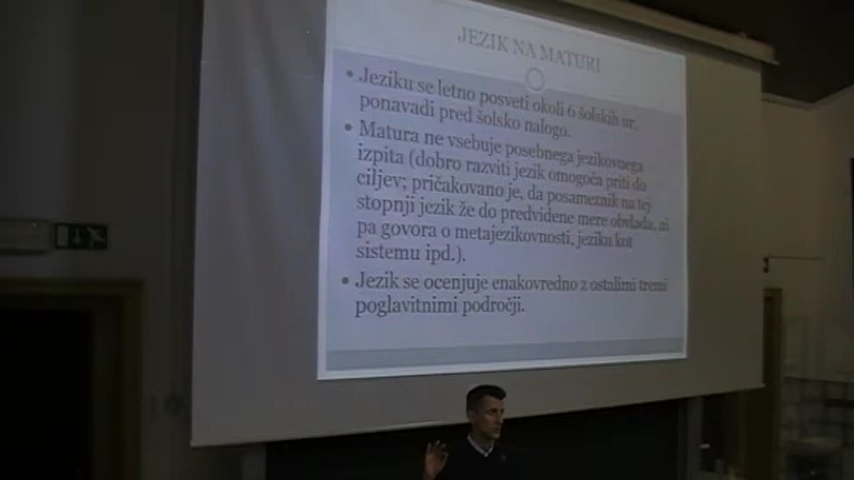 JEZIK NA MATURI
• Jeziku se letno posveti okoli 6 šolskih ur,
ponavadi pred šolsko nalogo.
• Matura ne vsebuje posebnega jezikovnega
izpita (dobro razviti jezik omogoča priti do
ciljev; pričakovano je, da posameznik na tej
stopnji jezik že do predvidene mere obvlada, ni
pa govora o metajezikovnosti, jeziku kot
sistemu ipd.).
• Jezik se ocenjuje enakovredno z ostalimi tremi
poglavitnimi področji.